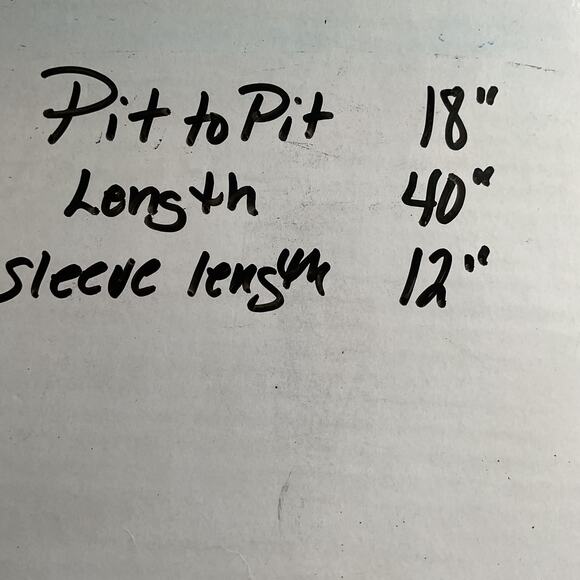 Pit to Pit 18"
Length 40"
sleeve length 12"